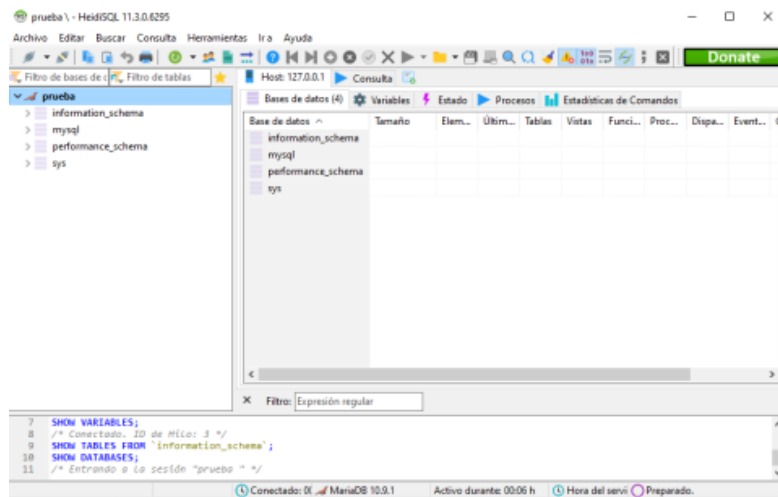 prueba \ - HeidiSQL 11.3.0.6295
Archivo Editar Buscar Consulta Herramientas Ir a Ayuda
Donate
Filtro de bases de c Filtro de tablas
Host: 127.0.0.1 Consulta
prueba
information_schema
mysql
performance_schema
sys
Bases de datos (4) Variables Estado Procesos Estadísticas de Comandos
Base de datos Tamaño Elem... Últim... Tablas Vistas Funci... Proc... Dispa... Event...
information_schema
mysql
performance_schema
sys
Filtro: Expresión regular
7 SHOW VARIABLES;
8 /* Conectado. ID de Hilo: 3 */
9 SHOW TABLES FROM `information_schema`;
10 SHOW DATABASES;
11 /* Entrando a la sesión "prueba " */
Conectado: 0( MariaDB 10.9.1 Activo durante: 00:06 h Hora del servi Preparado.